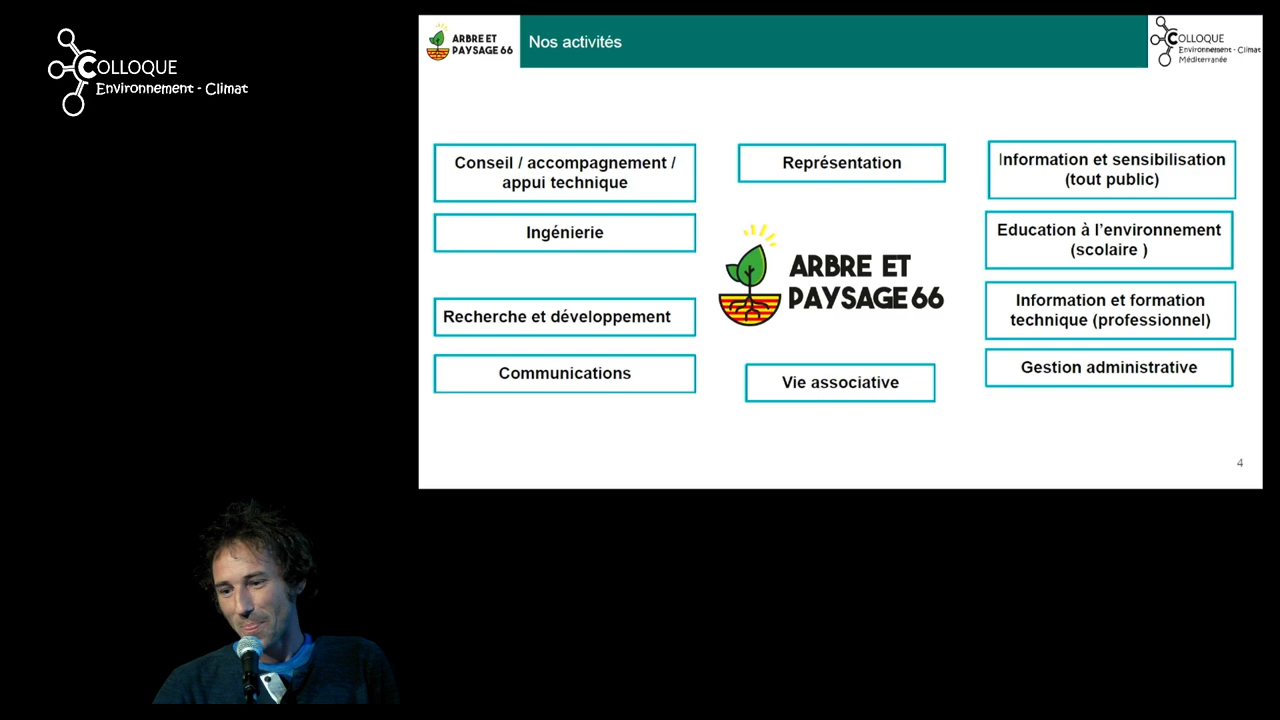 COLLOQUE
Environnement - Climat
ARBRE ET
PAYSAGE 66
Nos activités
COLLOQUE
Environnement - Climat
Méditerranée
Conseil / accompagnement /
appui technique
Ingénierie
Recherche et développement
Communications
Représentation
ARBRE ET
PAYSAGE 66
Vie associative
Information et sensibilisation
(tout public)
Education à l'environnement
(scolaire )
Information et formation
technique (professionnel)
Gestion administrative
4